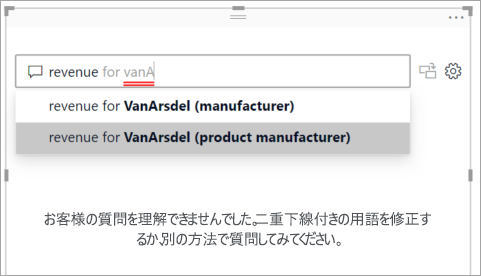 revenue for vanA
revenue for VanArsdel (manufacturer)
revenue for VanArsdel (product manufacturer)
お客様の質問を理解できませんでした。二重下線付きの用語を修正す
るか、別の方法で質問してみてください。